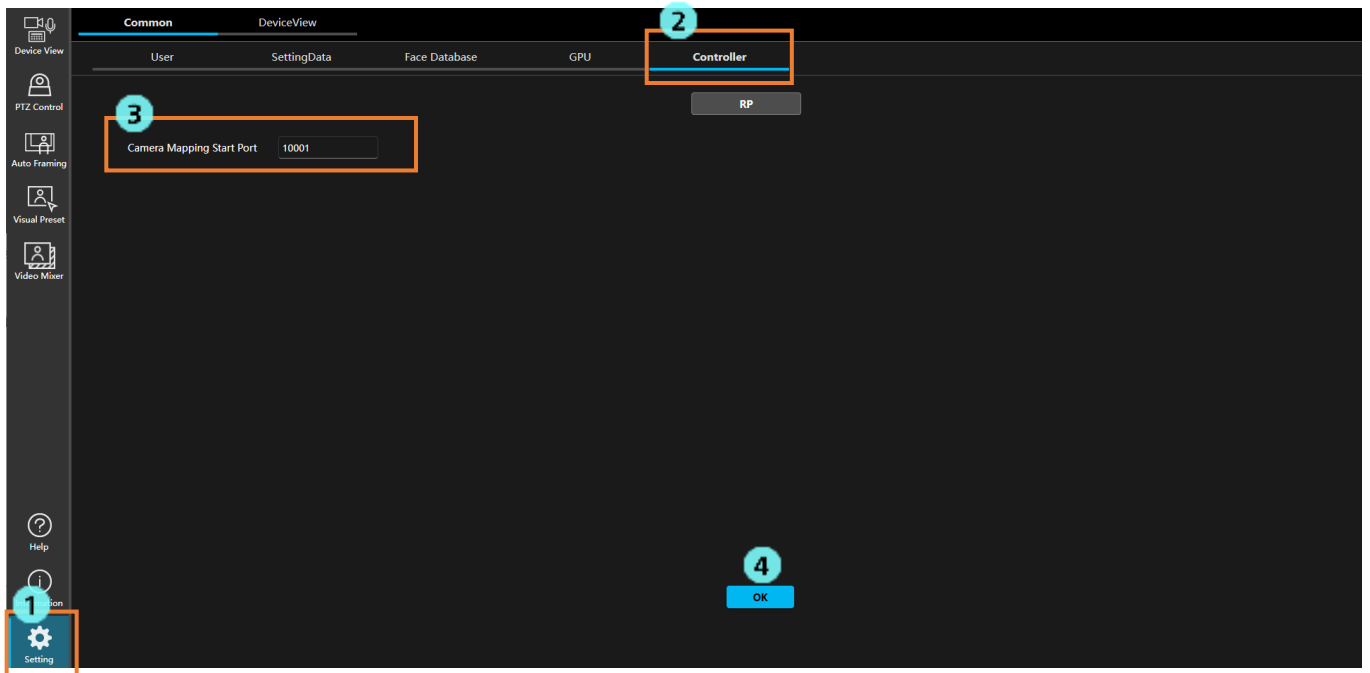 Device View
PTZ Control
Auto Framing
Visual Preset
Video Mixer
Help
1
Setting
Common DeviceView
2
User SettingData Face Database GPU Controller
RP
3
Camera Mapping Start Port 10001
4
OK